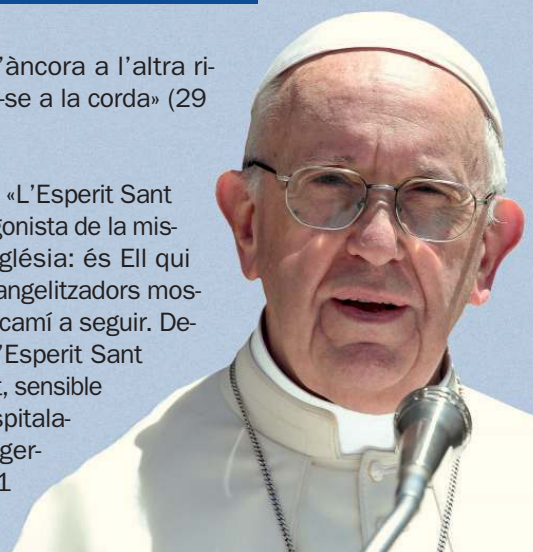 ’àncora a l’altra ri-
-se a la corda» (29
«L’Esperit Sant
gonista de la mis-
glésia: és Ell qui
angelitzadors mos-
camí a seguir. De-
’Esperit Sant
t, sensible
spitala-
ger-
1